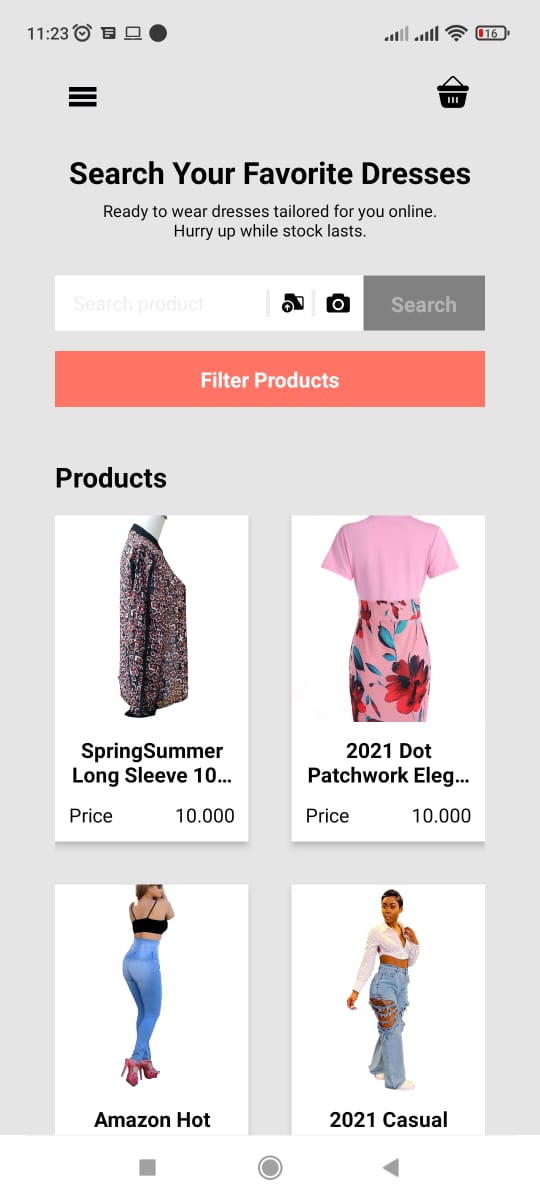 11:23
16
Search Your Favorite Dresses
Ready to wear dresses tailored for you online.
Hurry up while stock lasts.
Search product
Search
Filter Products
Products
SpringSummer
Long Sleeve 10...
Price 10.000
2021 Dot
Patchwork Eleg...
Price 10.000
Amazon Hot
2021 Casual